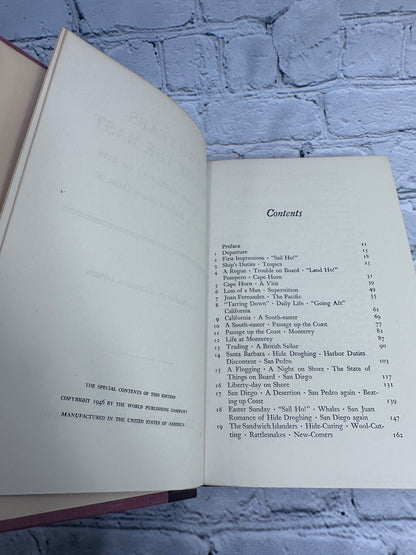 THE SPECIAL CONTENTS OF THIS EDITION
COPYRIGHT 1946 BY THE WORLD PUBLISHING COMPANY
MANUFACTURED IN THE UNITED STATES OF AMERICA
Contents
Preface 11
1 Departure 15
2 First Impressions · "Sail Ho!" 18
3 Ship's Duties · Tropics 25
4 A Rogue · Trouble on Board · "Land Ho!"
Pompero · Cape Horn 31
5 Cape Horn · A Visit 39
6 Loss of a Man · Superstition 49
7 Juan Fernandez · The Pacific 55
8 "Tarring Down" · Daily Life · "Going Aft"
California 61
9 California · A South-easter 69
10 A South-easter · Passage up the Coast 77
11 Passage up the Coast · Monterey 82
12 Life at Monterey 87
13 Trading · A British Sailor 90
14 Santa Barbara · Hide Droghing · Harbor Duties
Discontent · San Pedro 101
15 A Flogging · A Night on Shore · The State of
Things on Board · San Diego 116
16 Liberty-day on Shore 131
17 San Diego · A Desertion · San Pedro again · Beat-
ing up Coast 139
18 Easter Sunday · "Sail Ho!" · Whales · San Juan
Romance of Hide Droghing · San Diego again 147
19 The Sandwich Islanders · Hide-Curing · Wool-Cut-
ting · Rattlesnakes · New-Comers 162